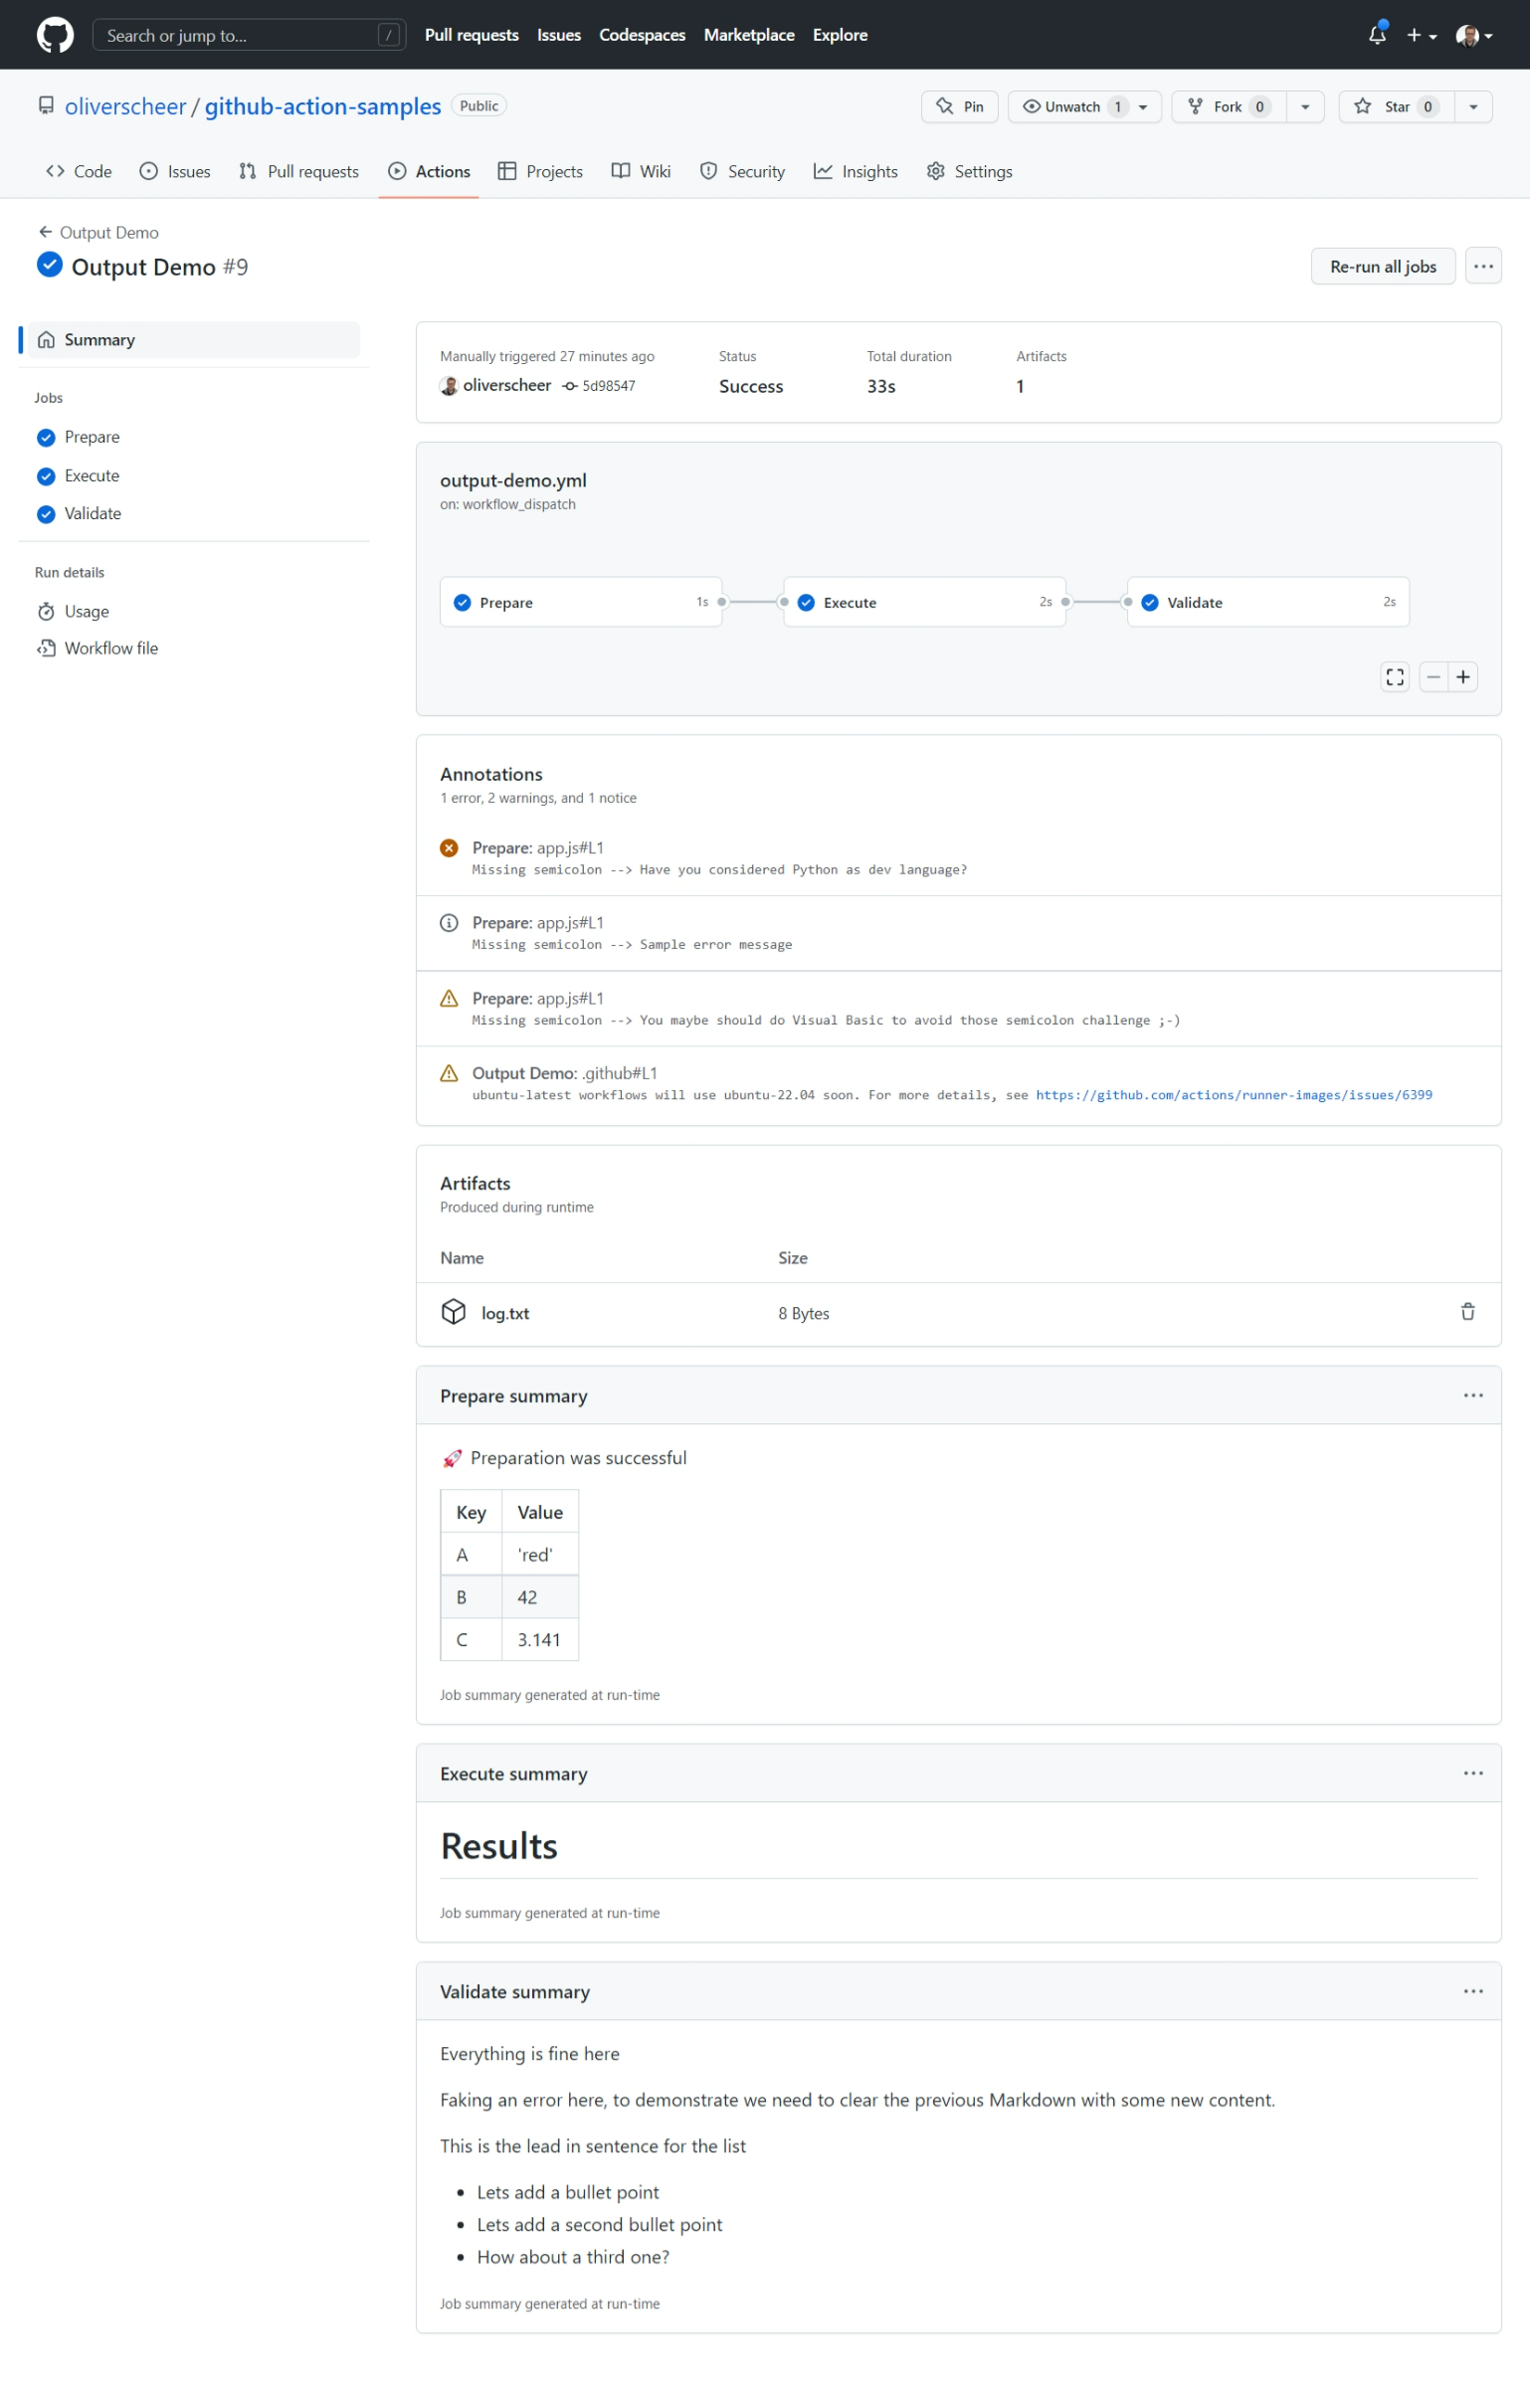 Search or jump to... /
Pull requests Issues Codespaces Marketplace Explore
oliverscheer / github-action-samples Public
Pin Unwatch 1 Fork 0 Star 0
Code Issues Pull requests Actions Projects Wiki Security Insights Settings
Output Demo
Output Demo #9
Re-run all jobs
Summary
Jobs
Prepare
Execute
Validate
Run details
Usage
Workflow file
Manually triggered 27 minutes ago Status Total duration Artifacts
oliverscheer 5d98547 Success 33s 1
output-demo.yml
on: workflow_dispatch
Prepare 1s Execute 2s Validate 2s
Annotations
1 error, 2 warnings, and 1 notice
Prepare: app.js#L1
Missing semicolon --> Have you considered Python as dev language?
Prepare: app.js#L1
Missing semicolon --> Sample error message
Prepare: app.js#L1
Missing semicolon --> You maybe should do Visual Basic to avoid those semicolon challenge ;-)
Output Demo: .github#L1
ubuntu-latest workflows will use ubuntu-22.04 soon. For more details, see https://github.com/actions/runner-images/issues/6399
Artifacts
Produced during runtime
Name Size
log.txt 8 Bytes
Prepare summary
🚀 Preparation was successful
Key Value
A 'red'
B 42
C 3.141
Job summary generated at run-time
Execute summary
Results
Job summary generated at run-time
Validate summary
Everything is fine here
Faking an error here, to demonstrate we need to clear the previous Markdown with some new content.
This is the lead in sentence for the list
• Lets add a bullet point
• Lets add a second bullet point
• How about a third one?
Job summary generated at run-time